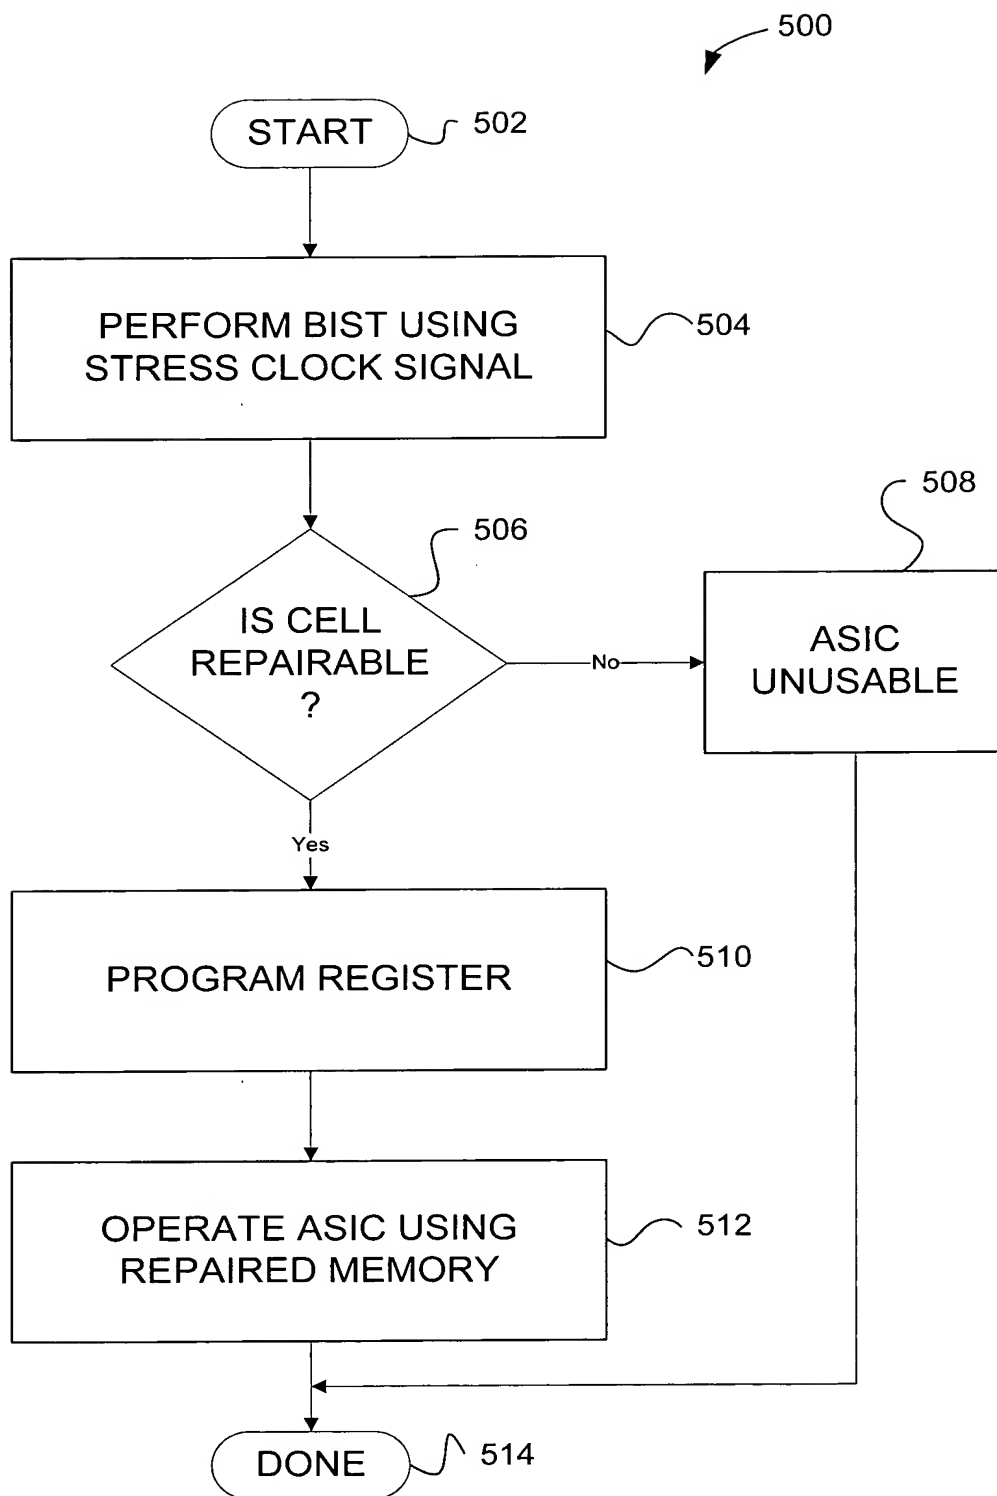 500
START
502
PERFORM BIST USING
STRESS CLOCK SIGNAL
504
506
IS CELL
REPAIRABLE
?
No
508
ASIC
UNUSABLE
Yes
PROGRAM REGISTER
510
OPERATE ASIC USING
REPAIRED MEMORY
512
DONE
514